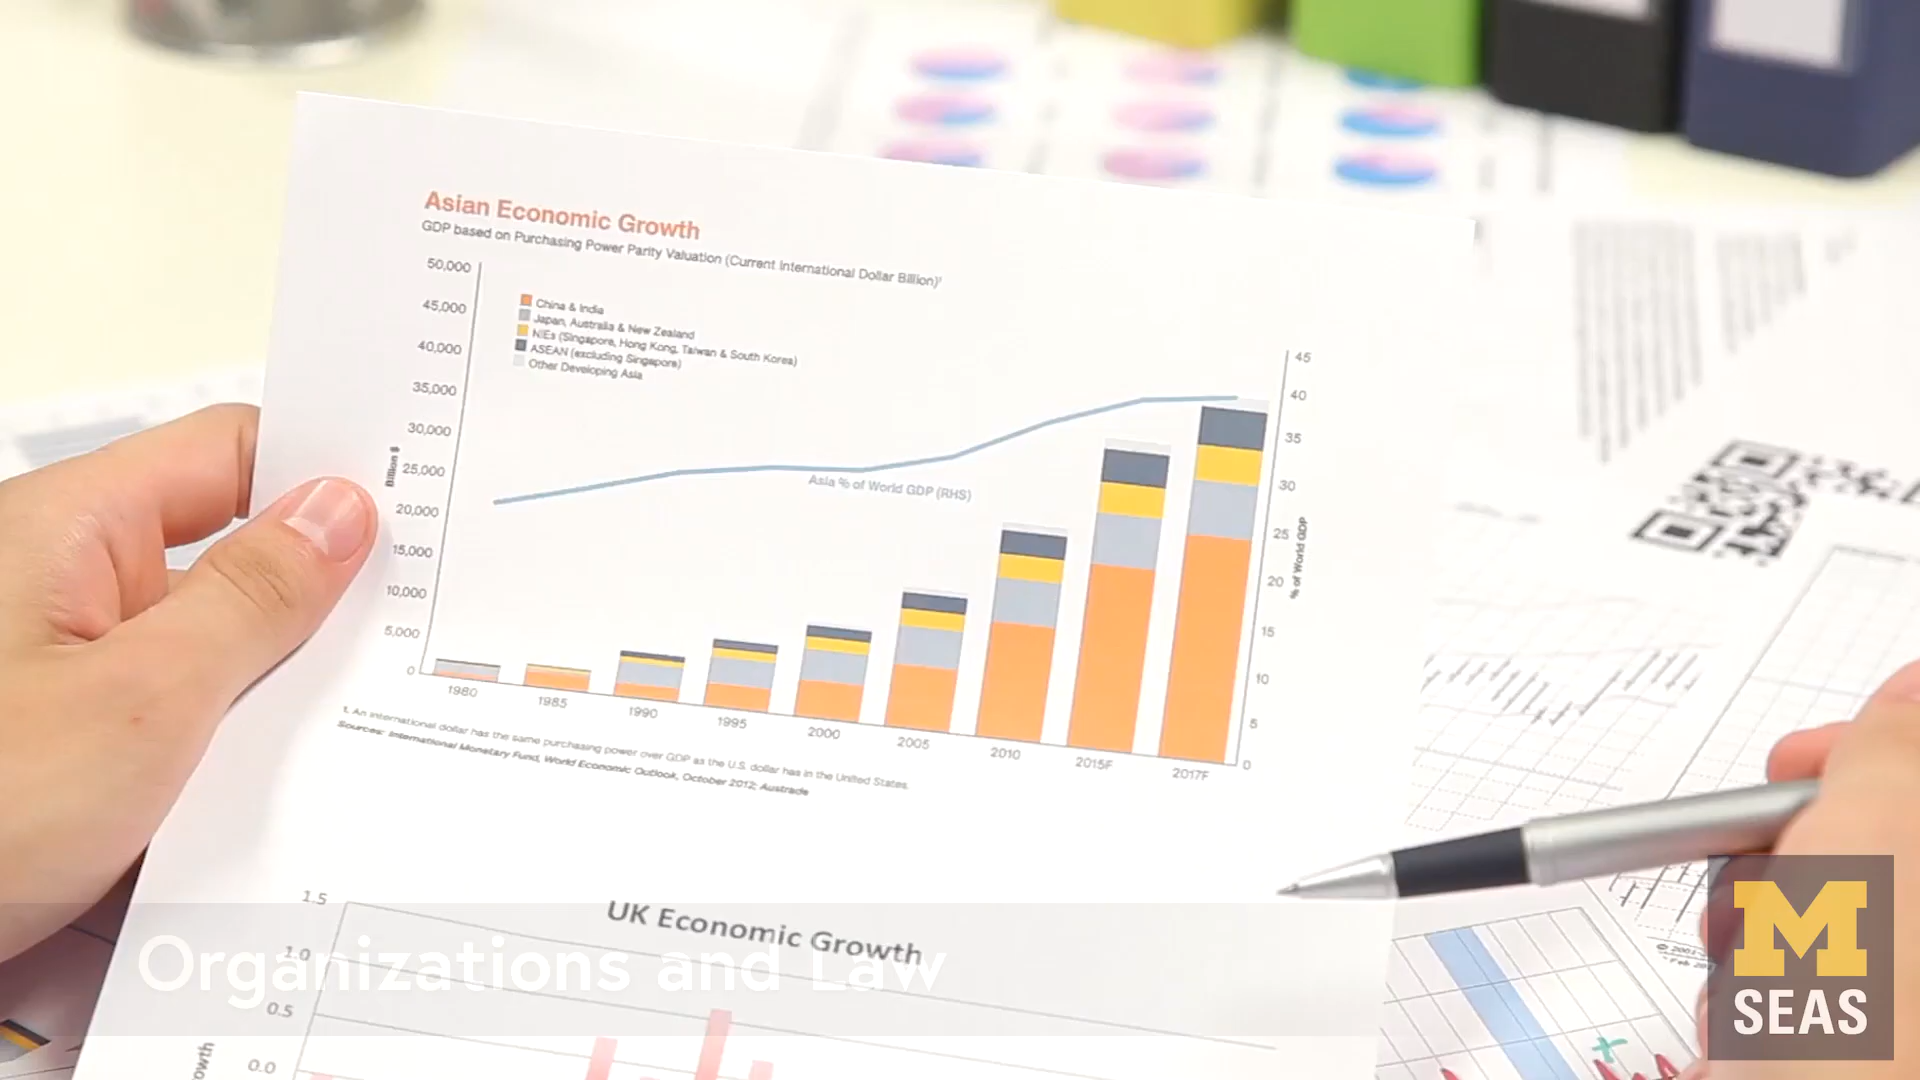 Asian Economic Growth
GDP based on Purchasing Power Parity Valuation (Current International Dollar Billion)¹
50,000
45,000
40,000
35,000
30,000
25,000
20,000
15,000
10,000
5,000
0
Billion $
China & India
Japan, Australia & New Zealand
NIEs (Singapore, Hong Kong, Taiwan & South Korea)
ASEAN (excluding Singapore)
Other Developing Asia
Asia % of World GDP (RHS)
45
40
35
30
25
20
15
10
5
0
% of World GDP
1980 1985 1990 1995 2000 2005 2010 2015F 2017F
1. An international dollar has the same purchasing power over GDP as the U.S. dollar has in the United States.
Sources: International Monetary Fund, World Economic Outlook, October 2012; Austrade
UK Economic Growth
1.5
1.0
0.5
0.0
Organizations and Law
M
SEAS